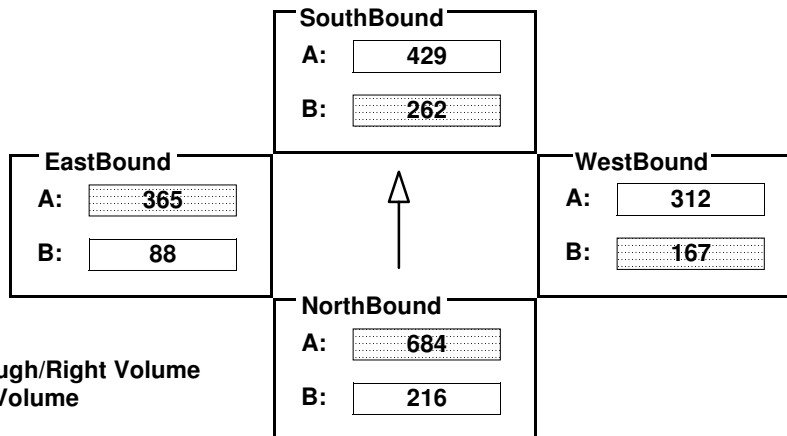 SouthBound
A: 429
B: 262
EastBound
A: 365
B: 88
WestBound
A: 312
B: 167
NorthBound
A: 684
B: 216
ugh/Right Volume
Volume